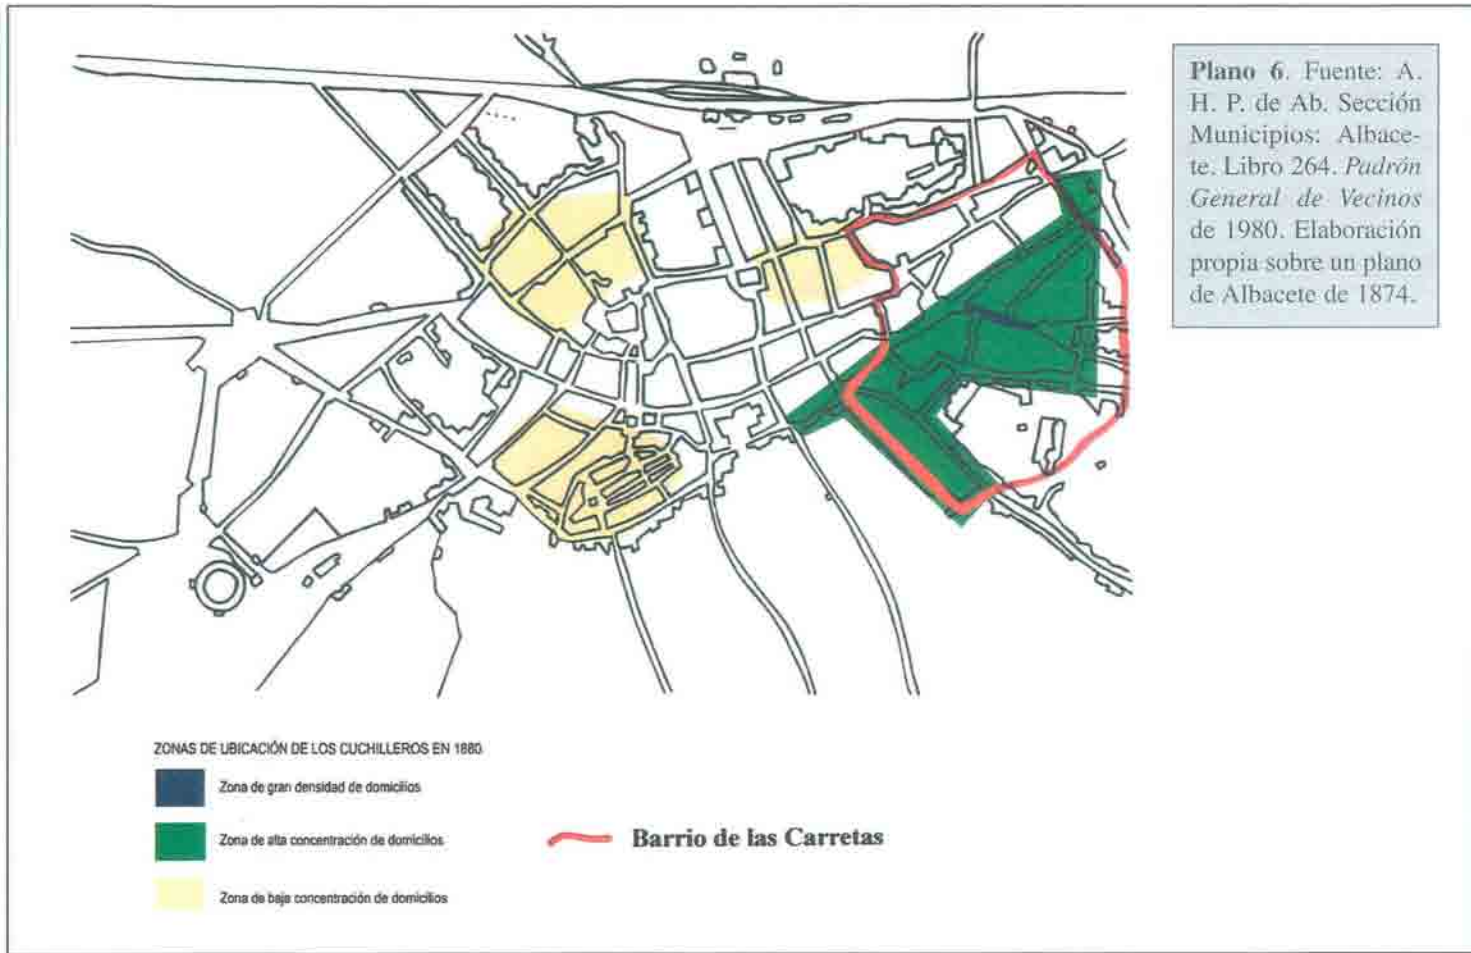 Plano 6. Fuente: A.
H. P. de Ab. Sección
Municipios: Albace-
te. Libro 264. Padrón
General de Vecinos
de 1980. Elaboración
propia sobre un plano
de Albacete de 1874.
ZONAS DE UBICACIÓN DE LOS CUCHILLEROS EN 1880
Zona de gran densidad de domicilios
Zona de alta concentración de domicilios
Barrio de las Carretas
Zona de baja concentración de domicilios